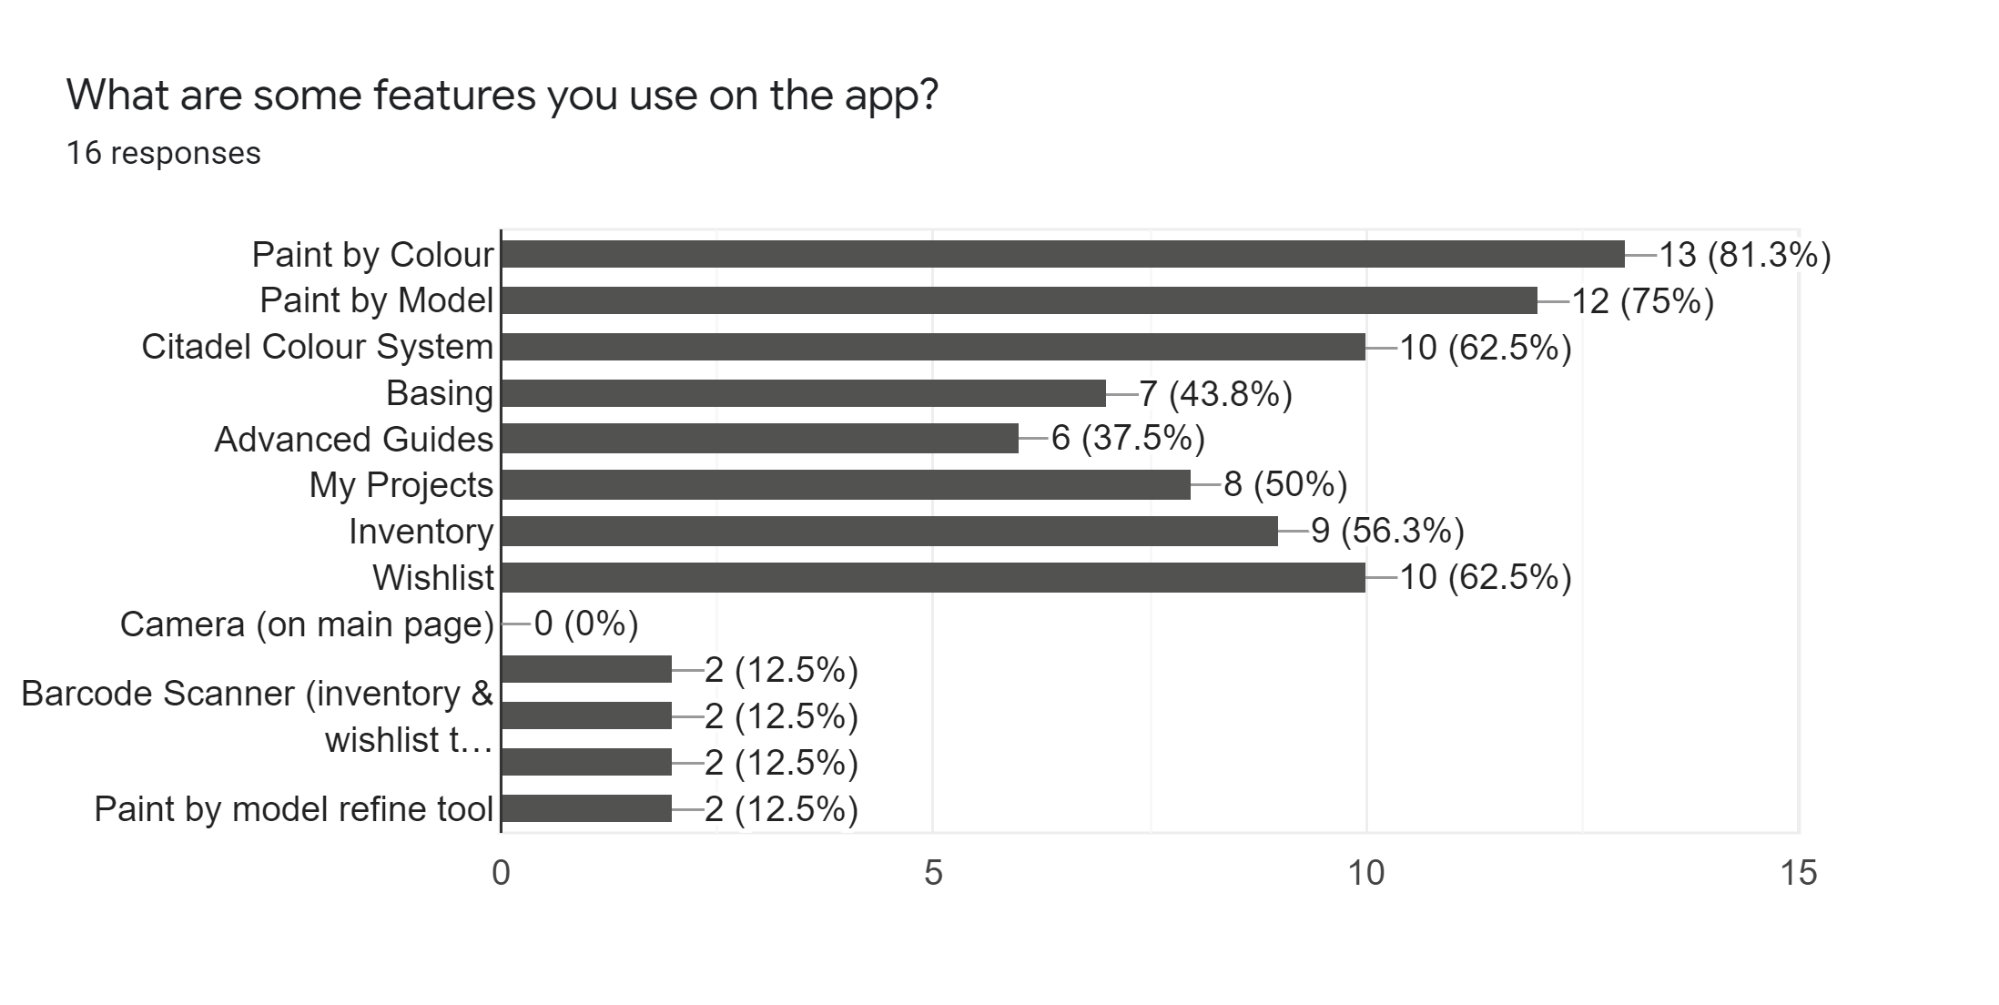 What are some features you use on the app?
16 responses
Paint by Colour
13 (81.3%)
Paint by Model
12 (75%)
Citadel Colour System
10 (62.5%)
Basing
7 (43.8%)
Advanced Guides
6 (37.5%)
My Projects
8 (50%)
Inventory
9 (56.3%)
Wishlist
10 (62.5%)
Camera (on main page)
0 (0%)
2 (12.5%)
Barcode Scanner (inventory &
2 (12.5%)
wishlist t…
2 (12.5%)
Paint by model refine tool
2 (12.5%)
0
5
10
15